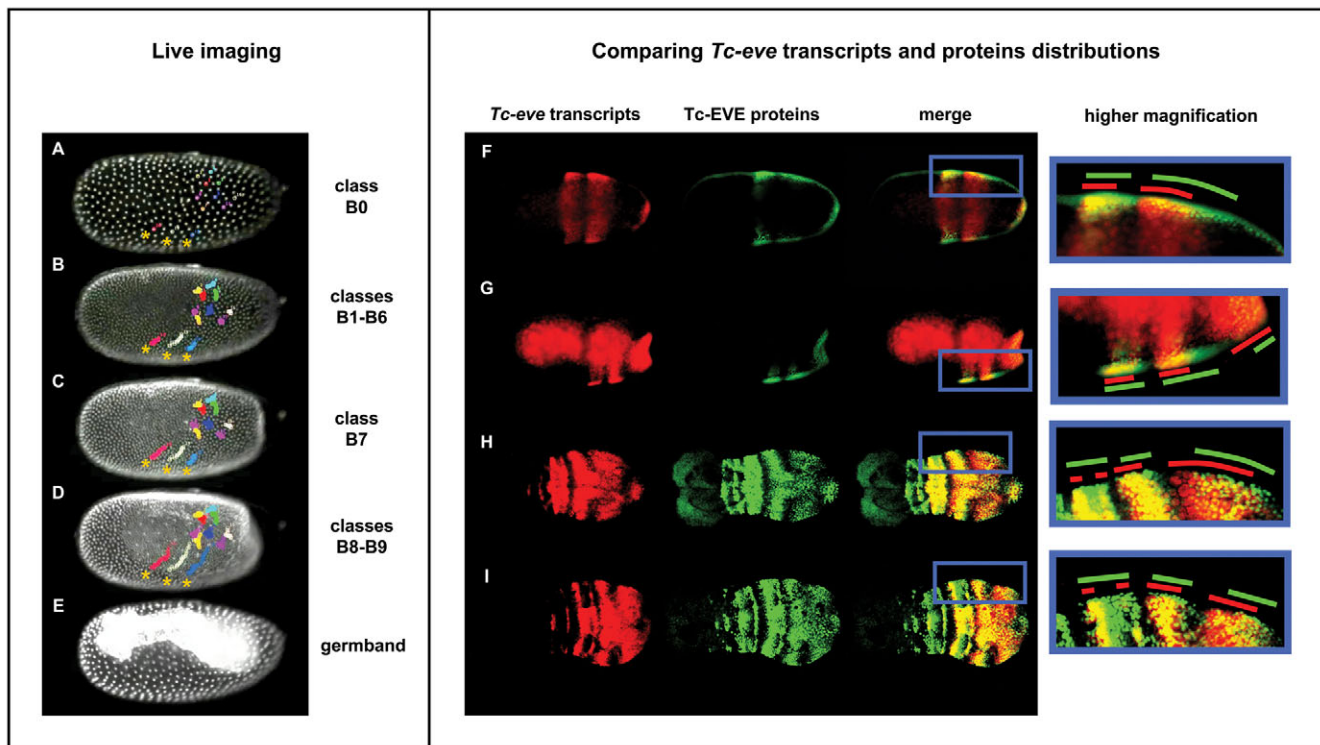 Live imaging
A
class
B0
B
classes
B1-B6
C
class
B7
D
classes
B8-B9
E
germband
Comparing Tc-eve transcripts and proteins distributions
Tc-eve transcripts
Tc-EVE proteins
merge
higher magnification
F
G
H
I